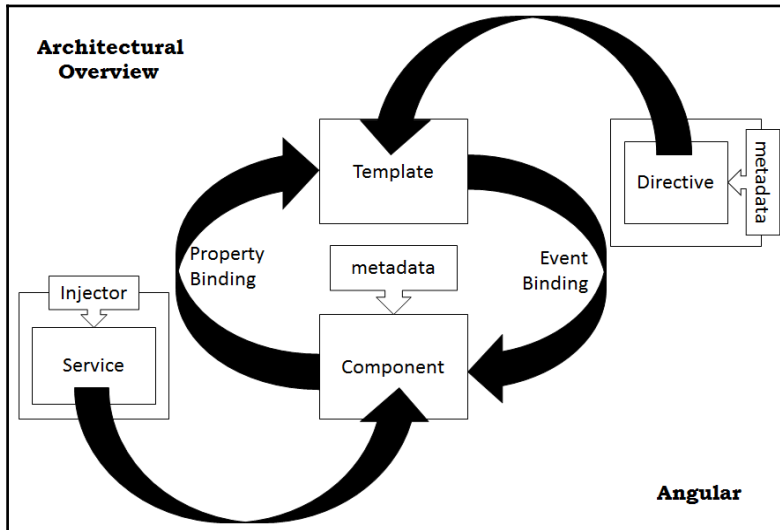 Architectural
Overview
Template
Directive
metadata
Property
Binding
metadata
Event
Binding
Injector
Service
Component
Angular